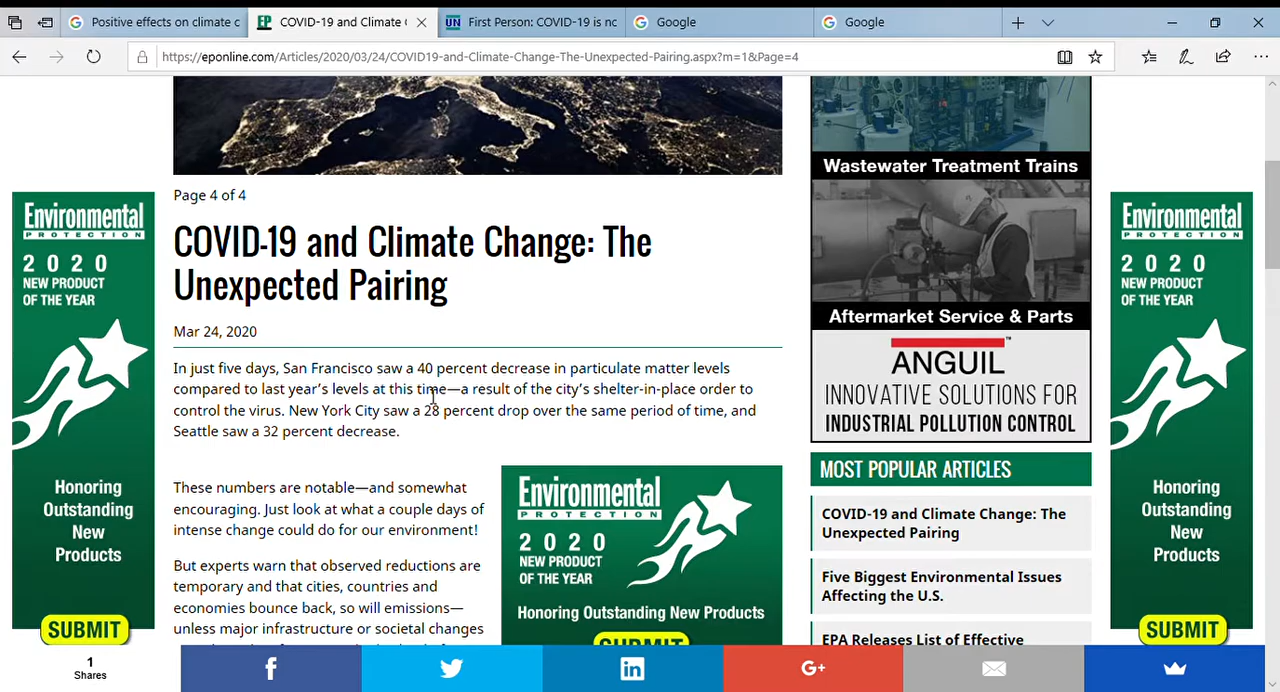 Positive effects on climate c
COVID-19 and Climate (
First Person: COVID-19 is nc
Google
Google
https://eponline.com/Articles/2020/03/24/COVID19-and-Climate-Change-The-Unexpected-Pairing.aspx?m=1&Page=4
Page 4 of 4
COVID-19 and Climate Change: The
Unexpected Pairing
Mar 24, 2020
In just five days, San Francisco saw a 40 percent decrease in particulate matter levels
compared to last year's levels at this time—a result of the city's shelter-in-place order to
control the virus. New York City saw a 28 percent drop over the same period of time, and
Seattle saw a 32 percent decrease.
These numbers are notable—and somewhat
encouraging. Just look at what a couple days of
intense change could do for our environment!
But experts warn that observed reductions are
temporary and that cities, countries and
economies bounce back, so will emissions—
unless major infrastructure or societal changes
Environmental
PROTECTION
2020
NEW PRODUCT
OF THE YEAR
Honoring Outstanding New Products
SUBMIT
Environmental
PROTECTION
2020
NEW PRODUCT
OF THE YEAR
Honoring
Outstanding
New
Products
SUBMIT
Wastewater Treatment Trains
Aftermarket Service & Parts
ANGUIL™
INNOVATIVE SOLUTIONS FOR
INDUSTRIAL POLLUTION CONTROL
MOST POPULAR ARTICLES
COVID-19 and Climate Change: The
Unexpected Pairing
Five Biggest Environmental Issues
Affecting the U.S.
EPA Releases List of Effective
Environmental
PROTECTION
2020
NEW PRODUCT
OF THE YEAR
Honoring
Outstanding
New
Products
SUBMIT
1
Shares